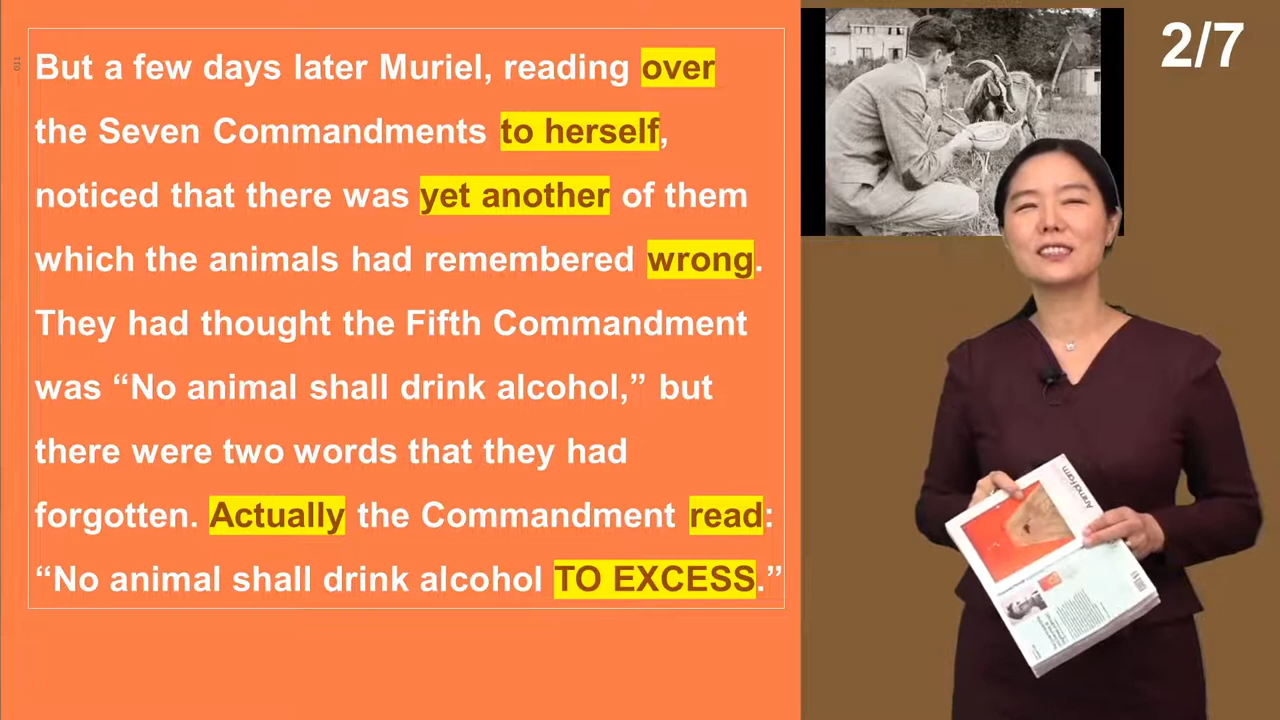 But a few days later Muriel, reading over
the Seven Commandments to herself,
noticed that there was yet another of them
which the animals had remembered wrong.
They had thought the Fifth Commandment
was “No animal shall drink alcohol,” but
there were two words that they had
forgotten. Actually the Commandment read:
“No animal shall drink alcohol TO EXCESS.”
2/7
Animal Farm